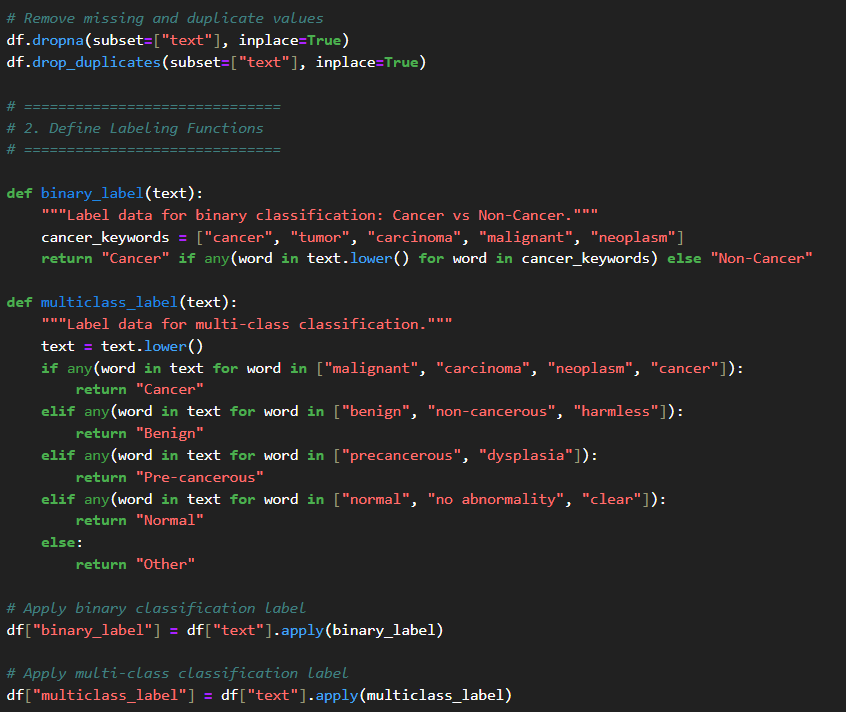 # Remove missing and duplicate values
df.dropna(subset=["text"], inplace=True)
df.drop_duplicates(subset=["text"], inplace=True)

# ==============================
# 2. Define Labeling Functions
# ==============================

def binary_label(text):
    """Label data for binary classification: Cancer vs Non-Cancer."""
    cancer_keywords = ["cancer", "tumor", "carcinoma", "malignant", "neoplasm"]
    return "Cancer" if any(word in text.lower() for word in cancer_keywords) else "Non-Cancer"

def multiclass_label(text):
    """Label data for multi-class classification."""
    text = text.lower()
    if any(word in text for word in ["malignant", "carcinoma", "neoplasm", "cancer"]):
        return "Cancer"
    elif any(word in text for word in ["benign", "non-cancerous", "harmless"]):
        return "Benign"
    elif any(word in text for word in ["precancerous", "dysplasia"]):
        return "Pre-cancerous"
    elif any(word in text for word in ["normal", "no abnormality", "clear"]):
        return "Normal"
    else:
        return "Other"

# Apply binary classification label
df["binary_label"] = df["text"].apply(binary_label)

# Apply multi-class classification label
df["multiclass_label"] = df["text"].apply(multiclass_label)